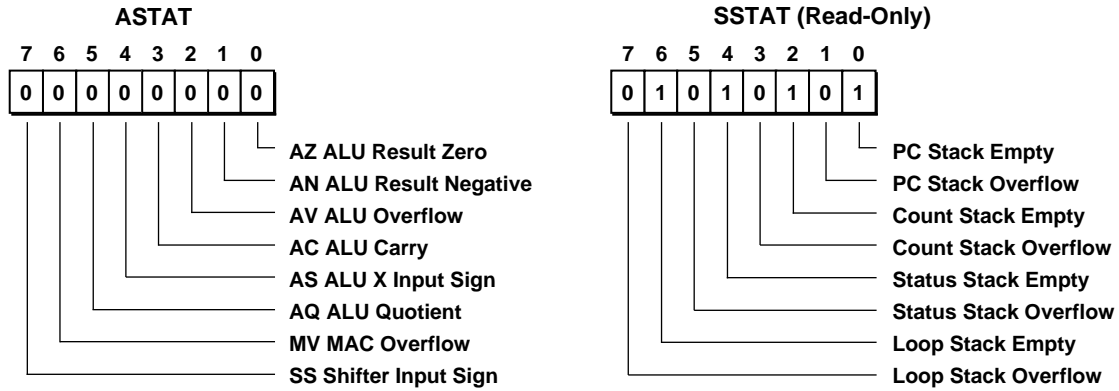 ASTAT
7 6 5 4 3 2 1 0
0 0 0 0 0 0 0 0
AZ ALU Result Zero
AN ALU Result Negative
AV ALU Overflow
AC ALU Carry
AS ALU X Input Sign
AQ ALU Quotient
MV MAC Overflow
SS Shifter Input Sign
SSTAT (Read-Only)
7 6 5 4 3 2 1 0
0 1 0 1 0 1 0 1
PC Stack Empty
PC Stack Overflow
Count Stack Empty
Count Stack Overflow
Status Stack Empty
Status Stack Overflow
Loop Stack Empty
Loop Stack Overflow